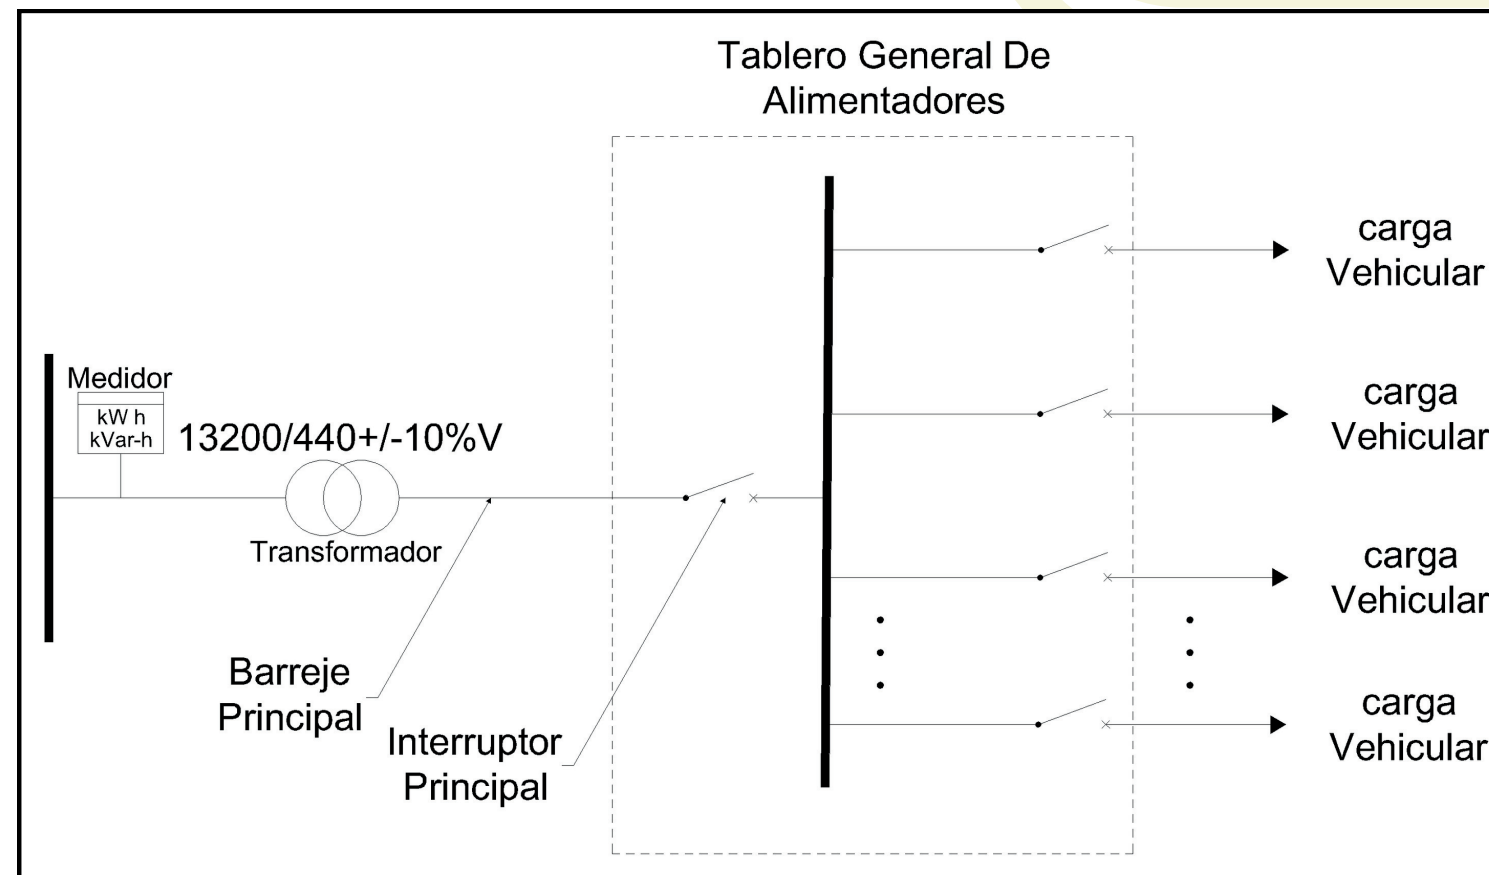 Tablero General De
Alimentadores
carga
Vehicular
carga
Vehicular
Medidor
kW h
kVar-h
13200/440+/-10%V
Transformador
carga
Vehicular
Barreje
Principal
Interruptor
Principal
carga
Vehicular